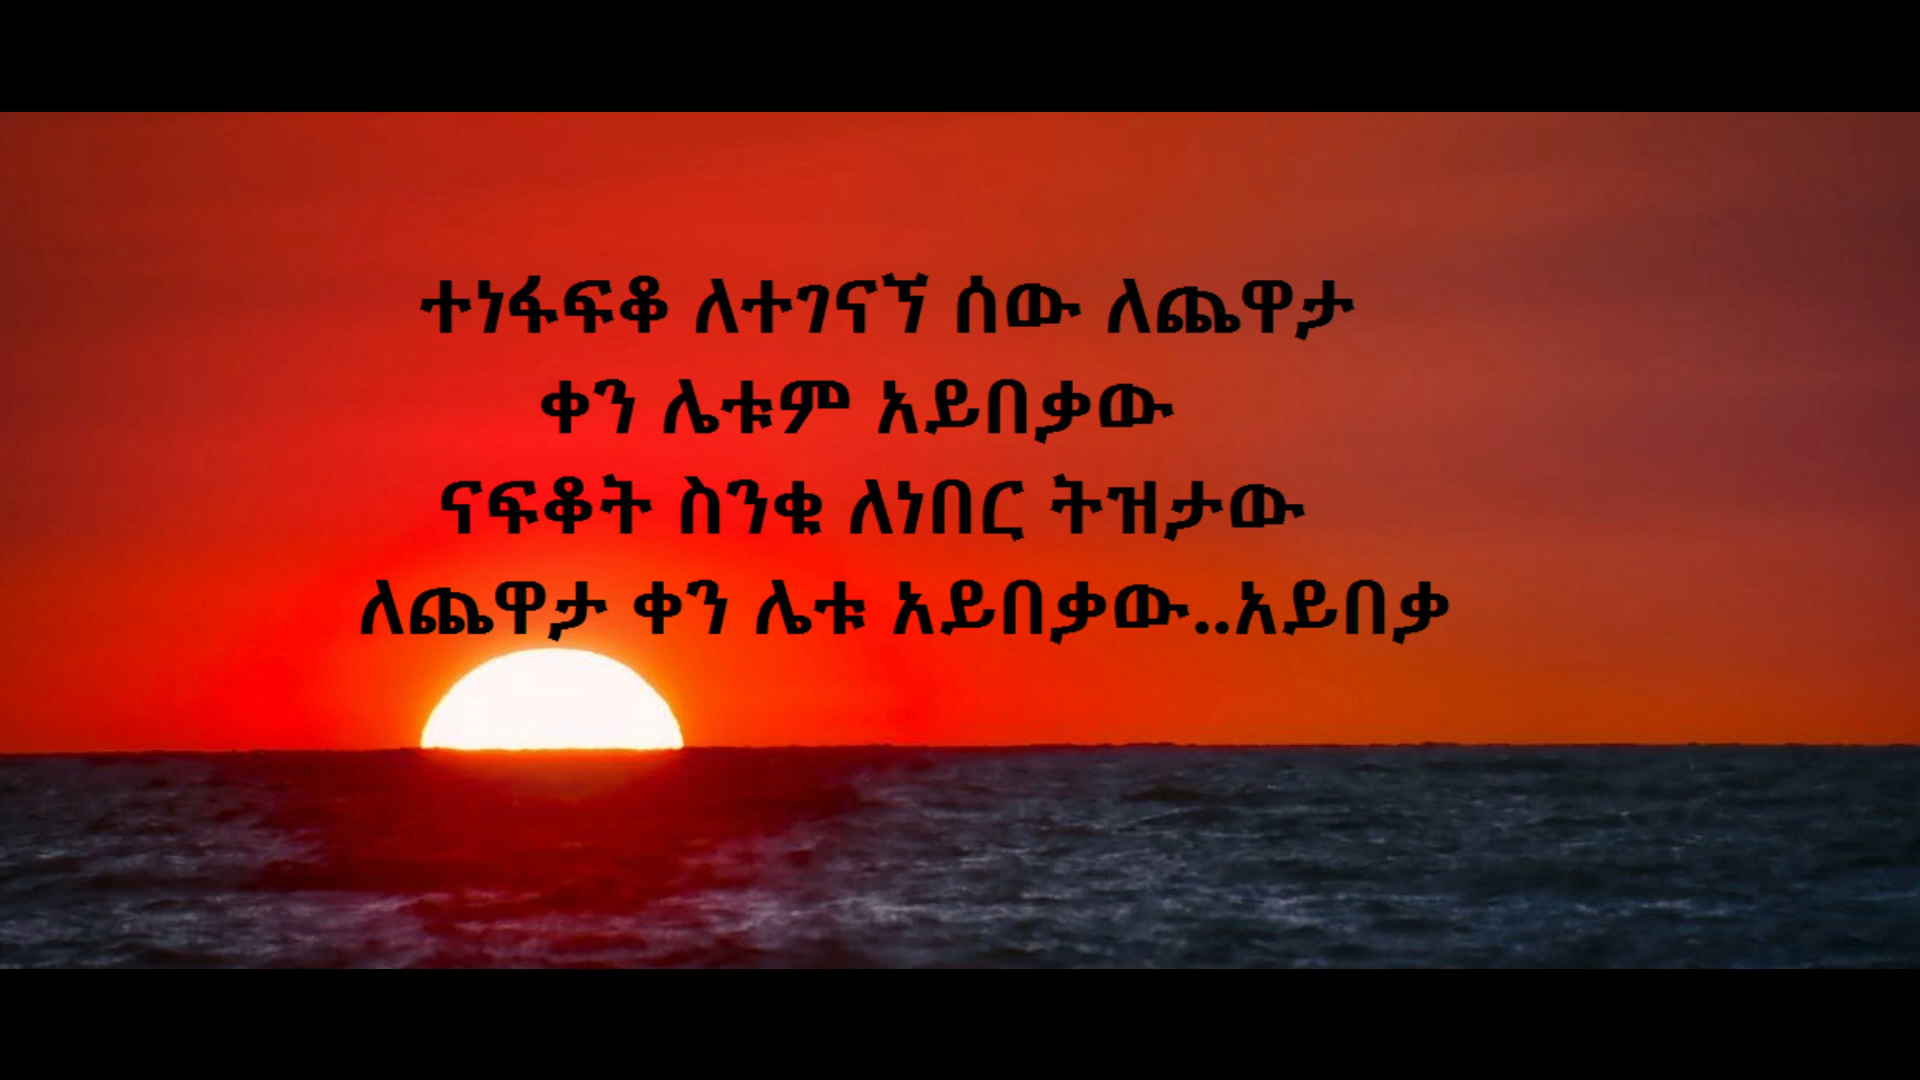 ተነፋፍቆ ለተገናኘ ሰው ለጨዋታ
ቀን ሌቱም አይበቃው
ናፍቆት ስንቁ ለነበር ትዝታው
ለጨዋታ ቀን ሌቱ አይበቃው..አይበቃ